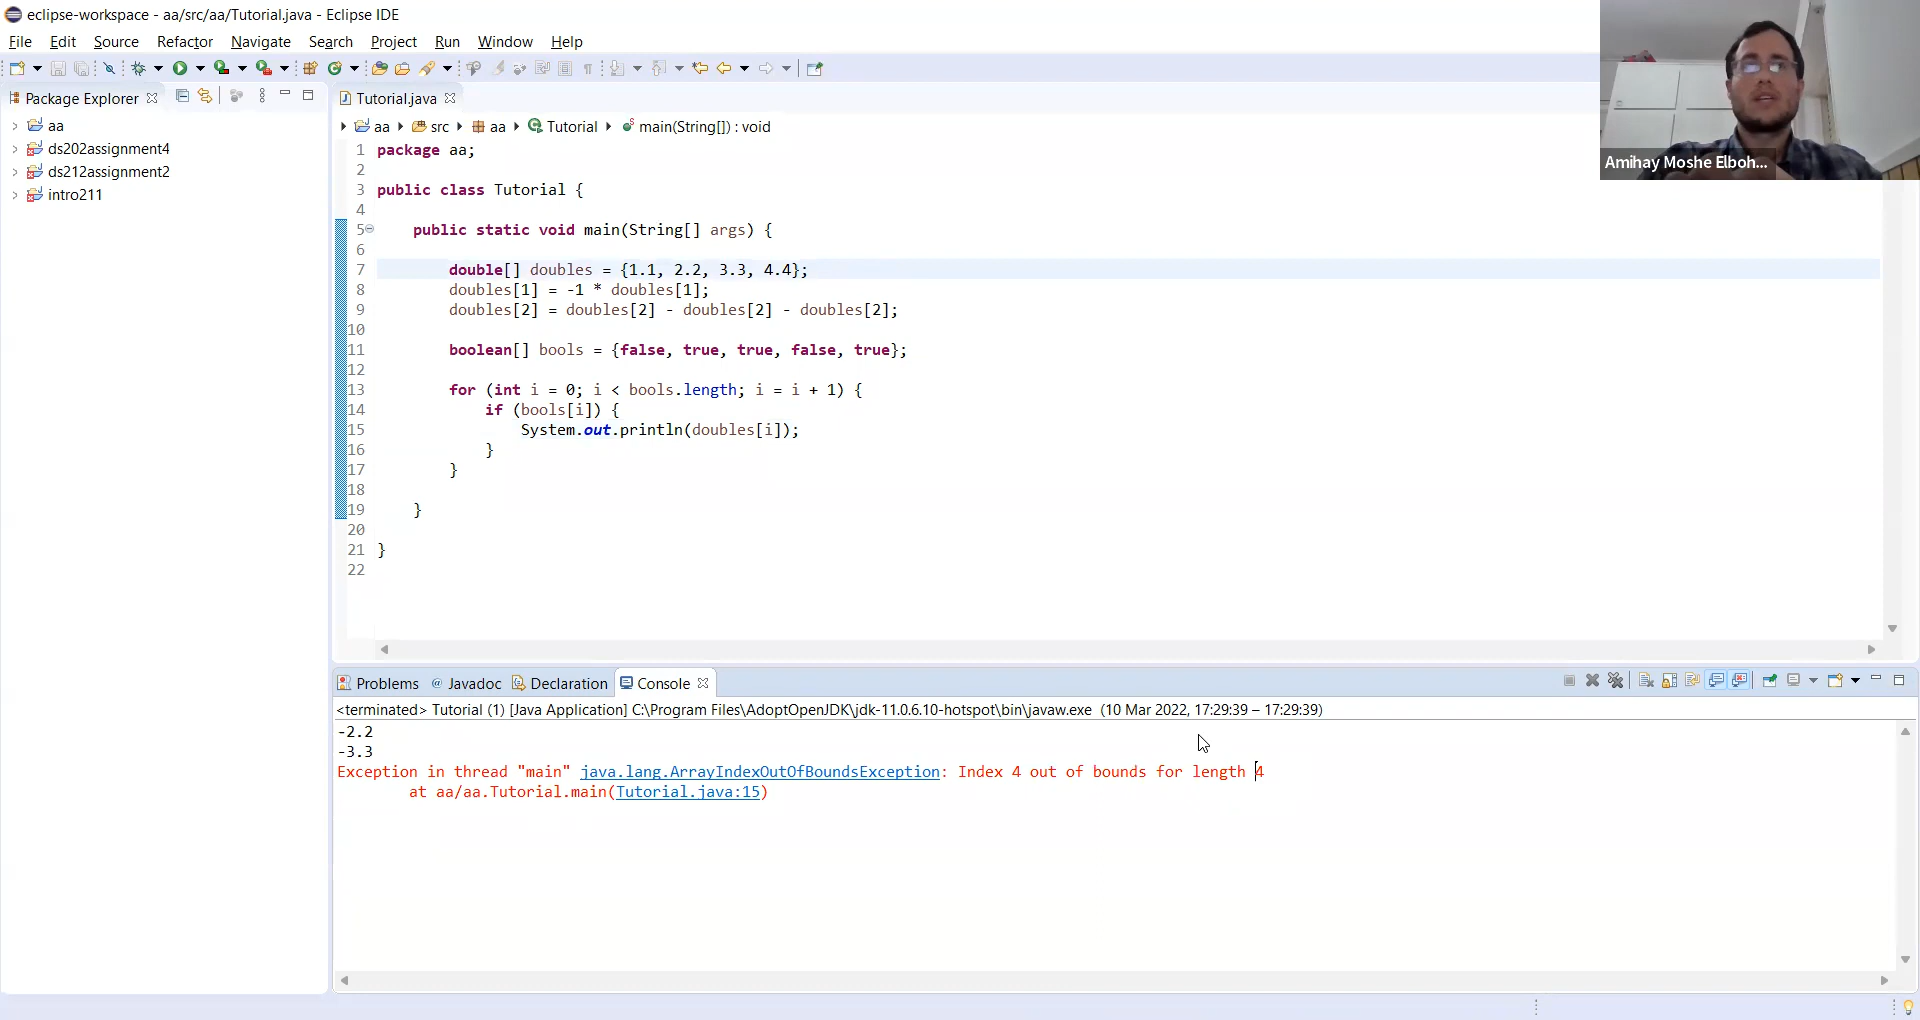 eclipse-workspace - aa/src/aa/Tutorial.java - Eclipse IDE
File Edit Source Refactor Navigate Search Project Run Window Help
Package Explorer
aa
ds202assignment4
ds212assignment2
intro211
Tutorial.java
aa src aa Tutorial main(String[]) : void
1 package aa;
2
3 public class Tutorial {
4
5 public static void main(String[] args) {
6
7 double[] doubles = {1.1, 2.2, 3.3, 4.4};
8 doubles[1] = -1 * doubles[1];
9 doubles[2] = doubles[2] - doubles[2] - doubles[2];
10
11 boolean[] bools = {false, true, true, false, true};
12
13 for (int i = 0; i < bools.length; i = i + 1) {
14 if (bools[i]) {
15 System.out.println(doubles[i]);
16 }
17 }
18
19 }
20
21 }
22
Amihay Moshe Elboh...
Problems @ Javadoc Declaration Console
<terminated> Tutorial (1) [Java Application] C:\Program Files\AdoptOpenJDK\jdk-11.0.6.10-hotspot\bin\javaw.exe (10 Mar 2022, 17:29:39 – 17:29:39)
-2.2
-3.3
Exception in thread "main" java.lang.ArrayIndexOutOfBoundsException: Index 4 out of bounds for length 4
at aa/aa.Tutorial.main(Tutorial.java:15)